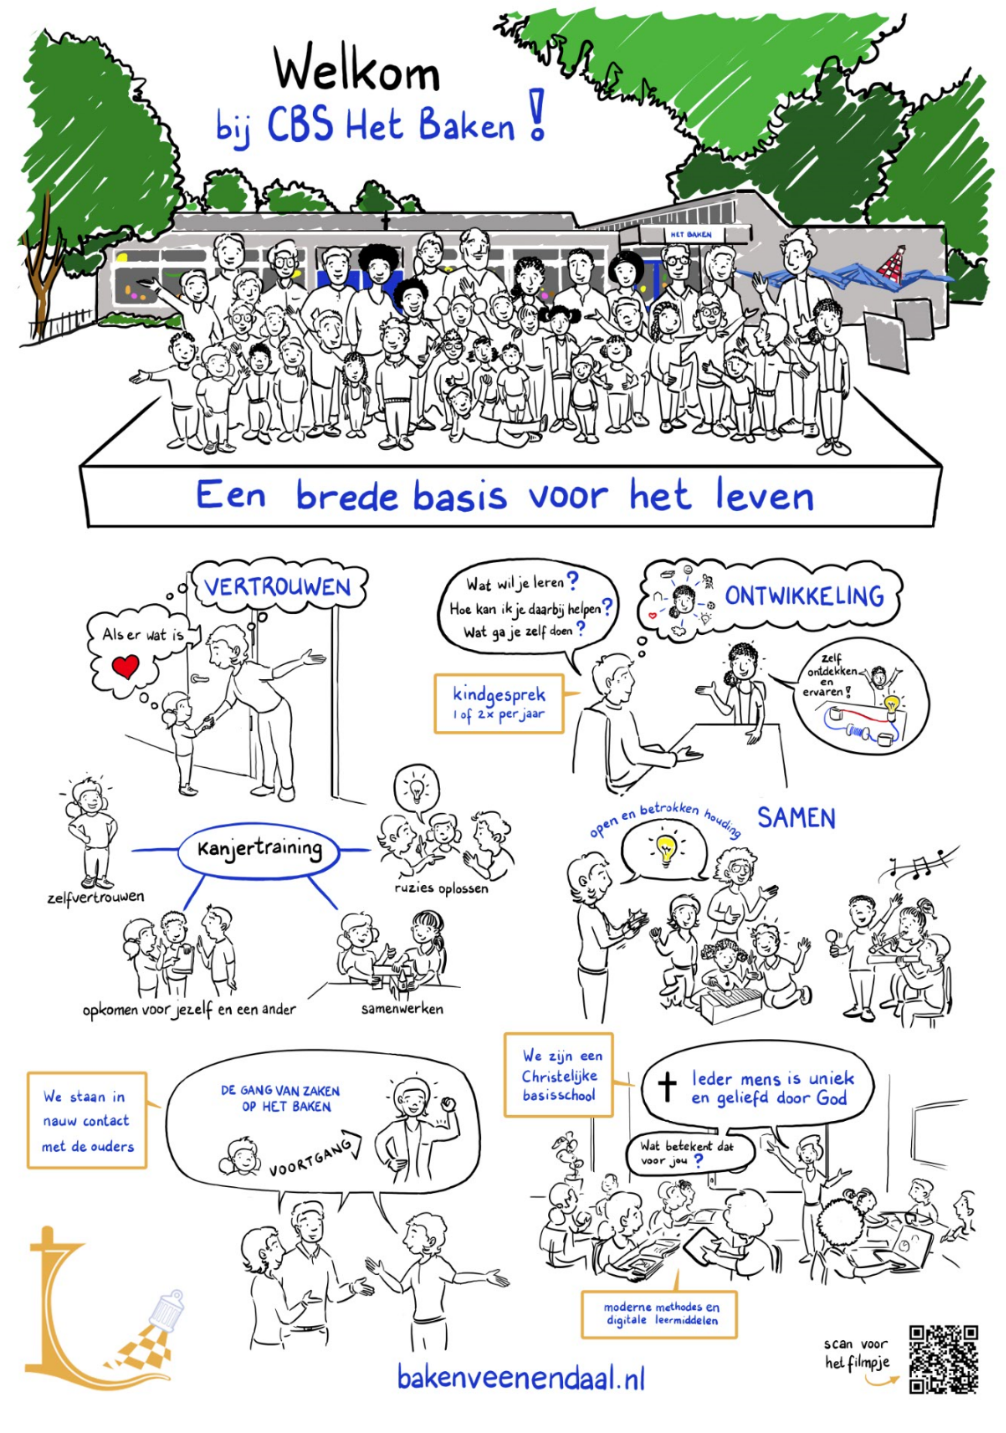 Welkom
bij CBS Het Baken!
HET BAKEN
Een brede basis voor het leven
VERTROUWEN
Als er wat is
Wat wil je leren?
Hoe kan ik je daarbij helpen?
Wat ga je zelf doen?
ONTWIKKELING
kindgesprek
1 of 2x per jaar
zelf
ontdekken
en
ervaren!
Kanjertraining
zelfvertrouwen
ruzies oplossen
opkomen voor jezelf en een ander
samenwerken
open en betrokken houding
SAMEN
We staan in
nauw contact
met de ouders
DE GANG VAN ZAKEN
OP HET BAKEN
VOORTGANG
We zijn een
Christelijke
basisschool
Ieder mens is uniek
en geliefd door God
Wat betekent dat
voor jou?
moderne methodes en
digitale leermiddelen
bakenveenendaal.nl
scan voor
het filmpje